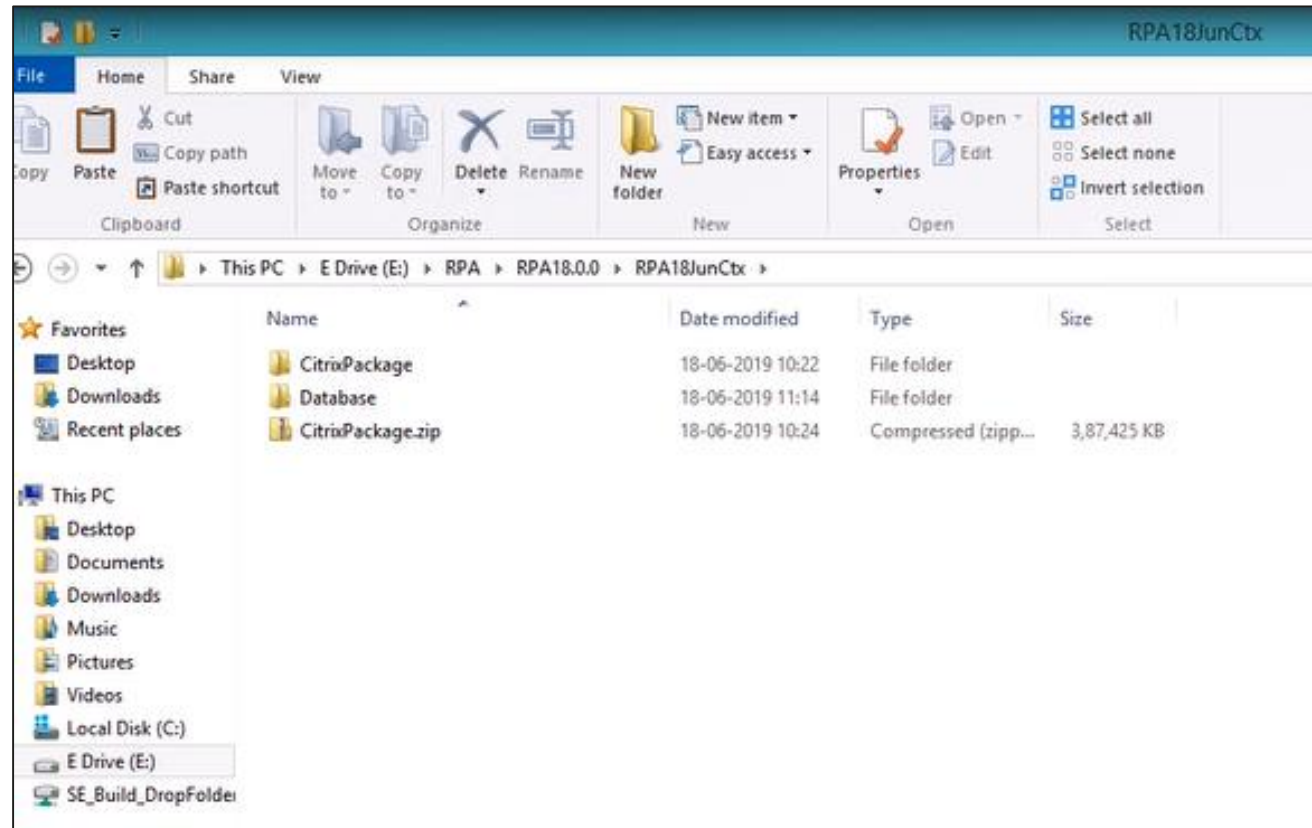 RPA18JunCtx
File Home Share View
Copy Paste Cut Copy path Paste shortcut
Move to Copy to Delete Rename
New folder New item Easy access
Properties Open Edit
Select all Select none Invert selection
Clipboard Organize New Open Select
This PC E Drive (E:) RPA RPA18.0.0 RPA18JunCtx
Name Date modified Type Size
CitrixPackage 18-06-2019 10:22 File folder
Database 18-06-2019 11:14 File folder
CitrixPackage.zip 18-06-2019 10:24 Compressed (zipp... 3,87,425 KB
Favorites
Desktop
Downloads
Recent places
This PC
Desktop
Documents
Downloads
Music
Pictures
Videos
Local Disk (C:)
E Drive (E:)
SE_Build_DropFolder